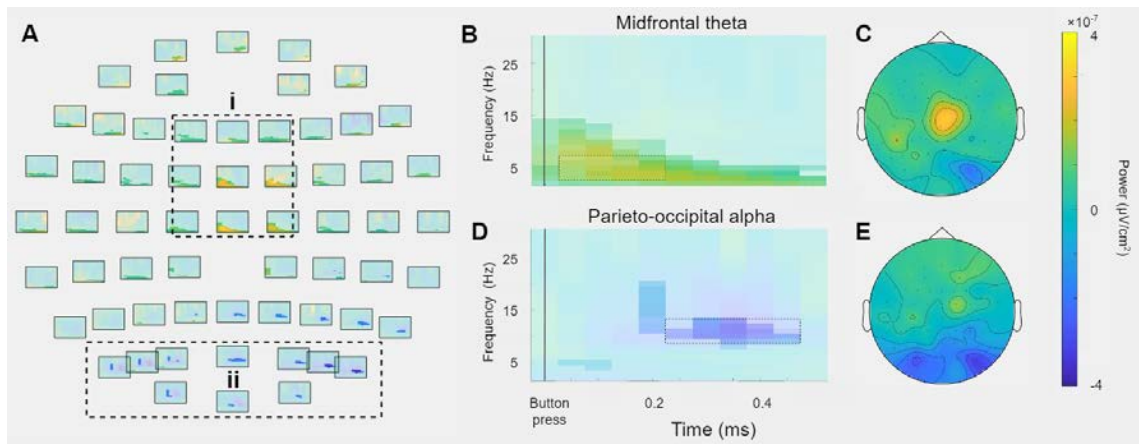 A
i
ii
B
Midfrontal theta
Frequency (Hz)
25
15
5
C
D
Parieto-occipital alpha
Frequency (Hz)
25
15
5
Button
press
0.2
0.4
Time (ms)
E
×10⁻⁷
4
0
-4
Power (μV/cm²)